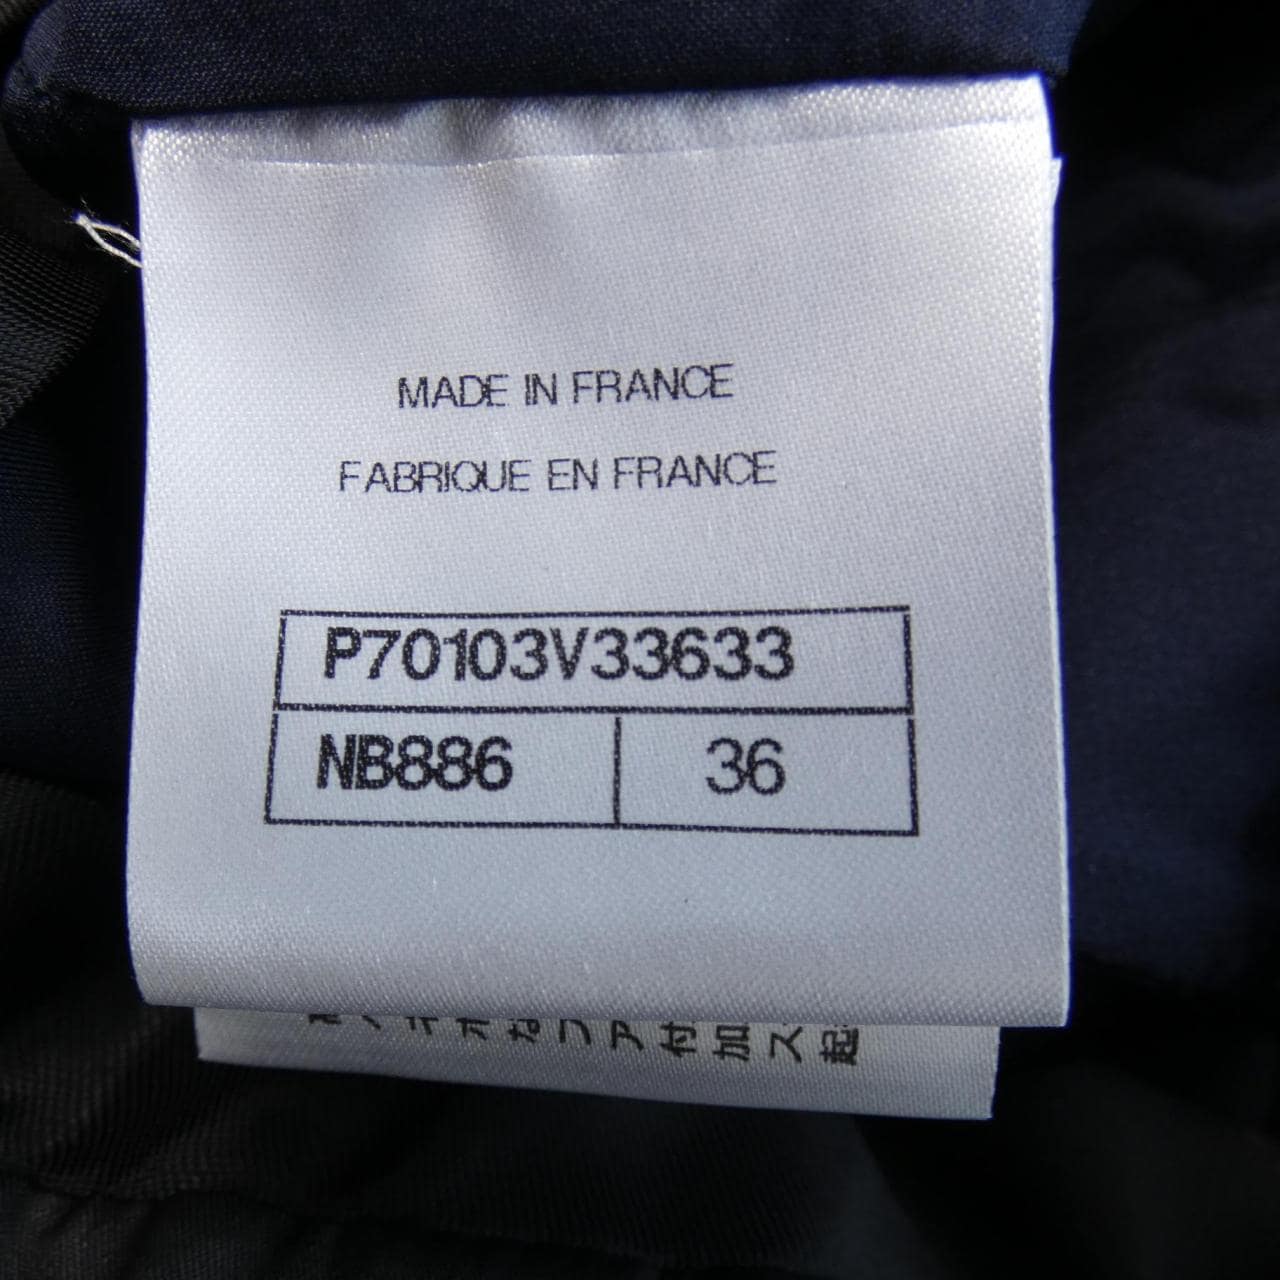 MADE IN FRANCE
FABRIQUE EN FRANCE
P70103V33633
NB886 36